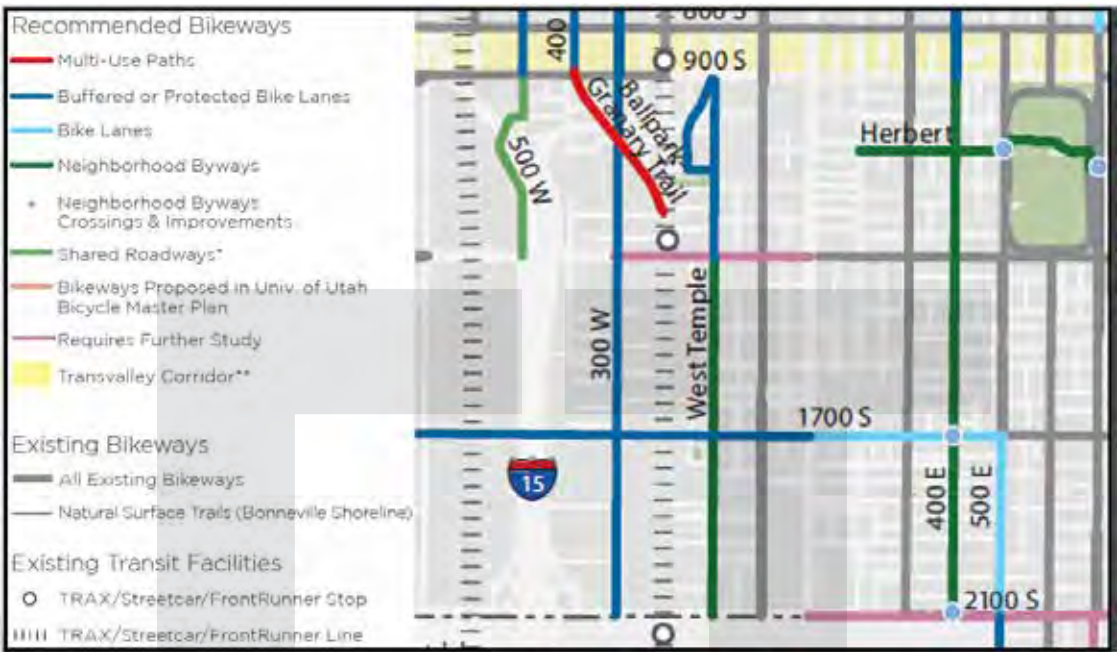 Recommended Bikeways
Multi-Use Paths
Buffered or Protected Bike Lanes
Bike Lanes
Neighborhood Byways
Neighborhood Byways
Crossings & Improvements
Shared Roadways*
Bikeways Proposed in Univ. of Utah
Bicycle Master Plan
Requires Further Study
Transvalley Corridor**
Existing Bikeways
All Existing Bikeways
Natural Surface Trails (Bonneville Shoreline)
Existing Transit Facilities
TRAX/Streetcar/FrontRunner Stop
TRAX/Streetcar/FrontRunner Line
800 S
400
900 S
Ballpark
Granary Trail
Herbert
500 W
300 W
West Temple
1700 S
15
400 E
500 E
2100 S